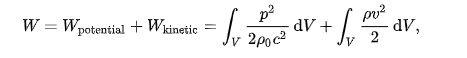 W = W_potential + W_kinetic = ∫_V p²/(2ρ₀c²) dV + ∫_V ρv²/2 dV,